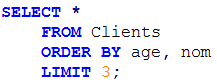 SELECT *
FROM Clients
ORDER BY age, nom
LIMIT 3;